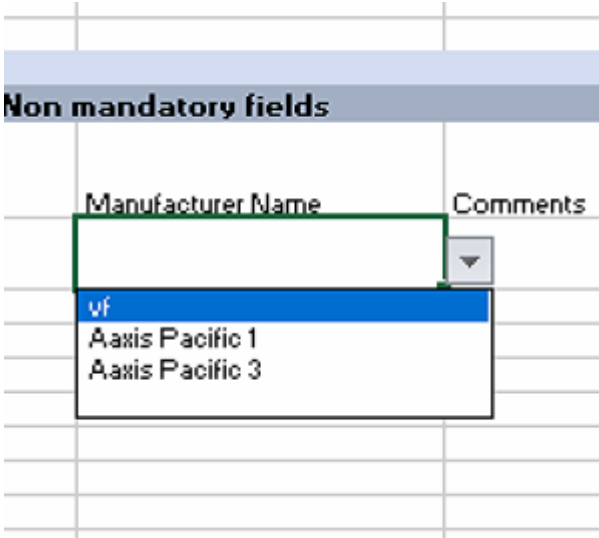 Non mandatory fields
Manufacturer Name Comments
vf
Aaxis Pacific 1
Aaxis Pacific 3